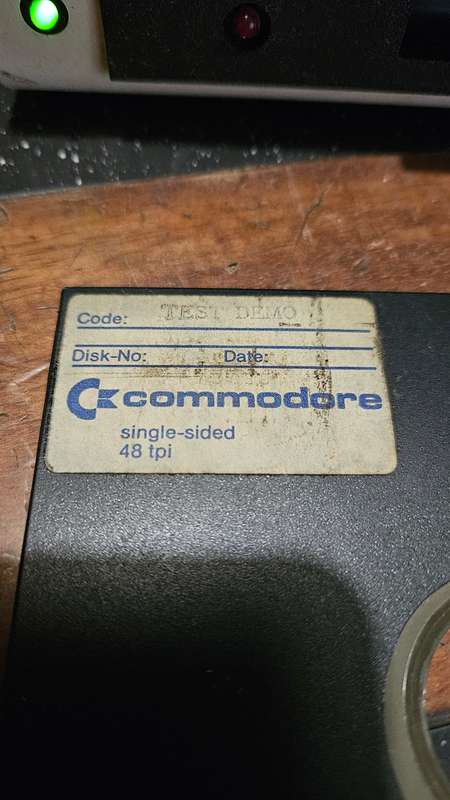 Code: TEST DEMO
Disk-No: Date:
commodore
single-sided
48 tpi